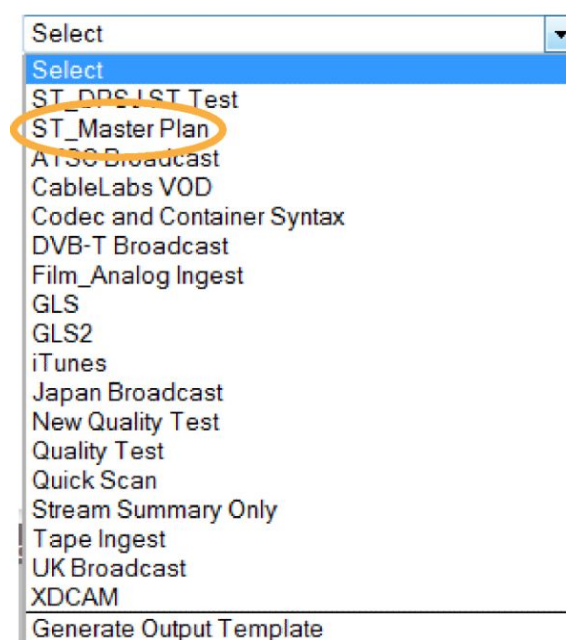 Select
Select
ST_DPS LST Test
ST_Master Plan
ATSC Broadcast
CableLabs VOD
Codec and Container Syntax
DVB-T Broadcast
Film_Analog Ingest
GLS
GLS2
iTunes
Japan Broadcast
New Quality Test
Quality Test
Quick Scan
Stream Summary Only
Tape Ingest
UK Broadcast
XDCAM
Generate Output Template